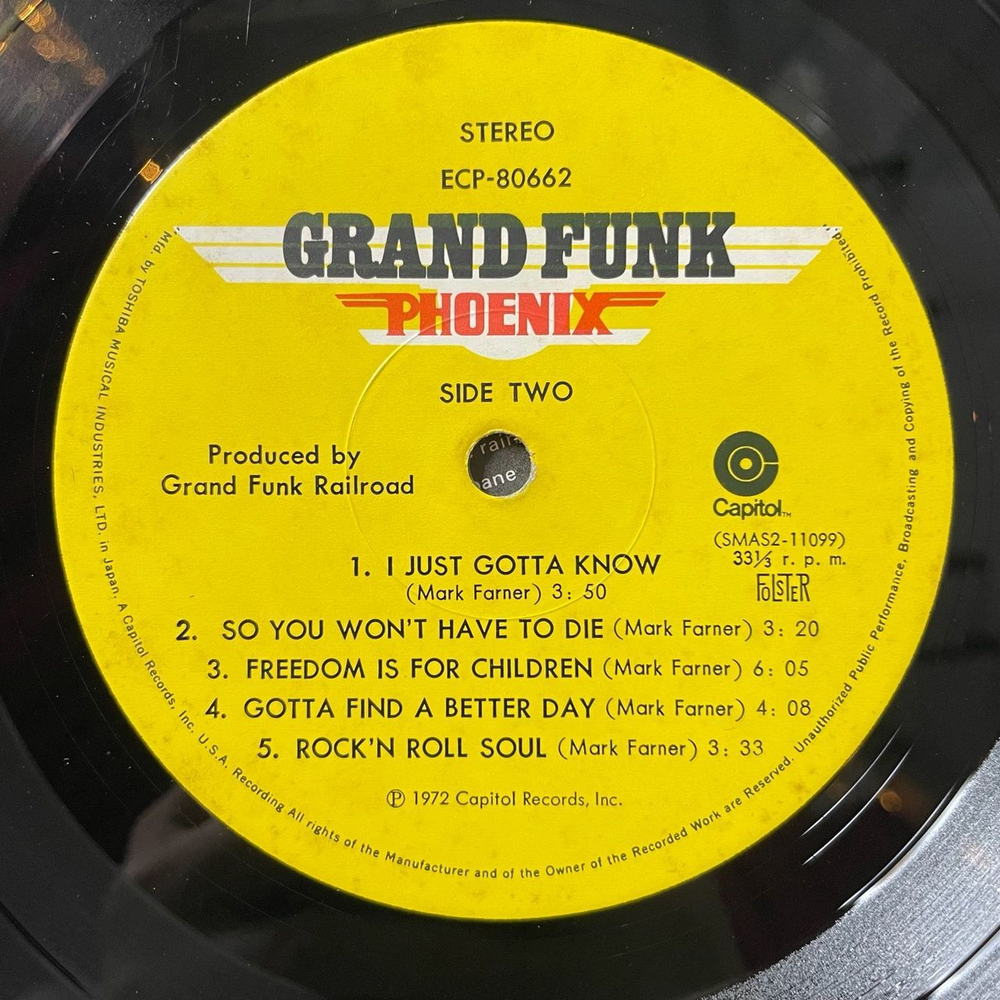 STEREO
ECP-80662
GRAND FUNK
PHOENIX
SIDE TWO
Produced by
Grand Funk Railroad
rail-
ane
Capitol™
(SMAS2-11099)
33⅓ r. p. m.
FOLSTER
1. I JUST GOTTA KNOW
(Mark Farner) 3: 50
2. SO YOU WON'T HAVE TO DIE (Mark Farner) 3: 20
3. FREEDOM IS FOR CHILDREN (Mark Farner) 6: 05
4. GOTTA FIND A BETTER DAY (Mark Farner) 4: 08
5. ROCK'N ROLL SOUL (Mark Farner) 3: 33
Ⓟ 1972 Capitol Records, Inc.
Mfd. by TOSHIBA MUSICAL INDUSTRIES, LTD. in Japan, A Capitol Records, Inc. U.S.A. Recording All rights of the Manufacturer and of the Owner of the Recorded Work are Reserved. Unauthorized Public Performance, Broadcasting and Copying of the Record Prohibited